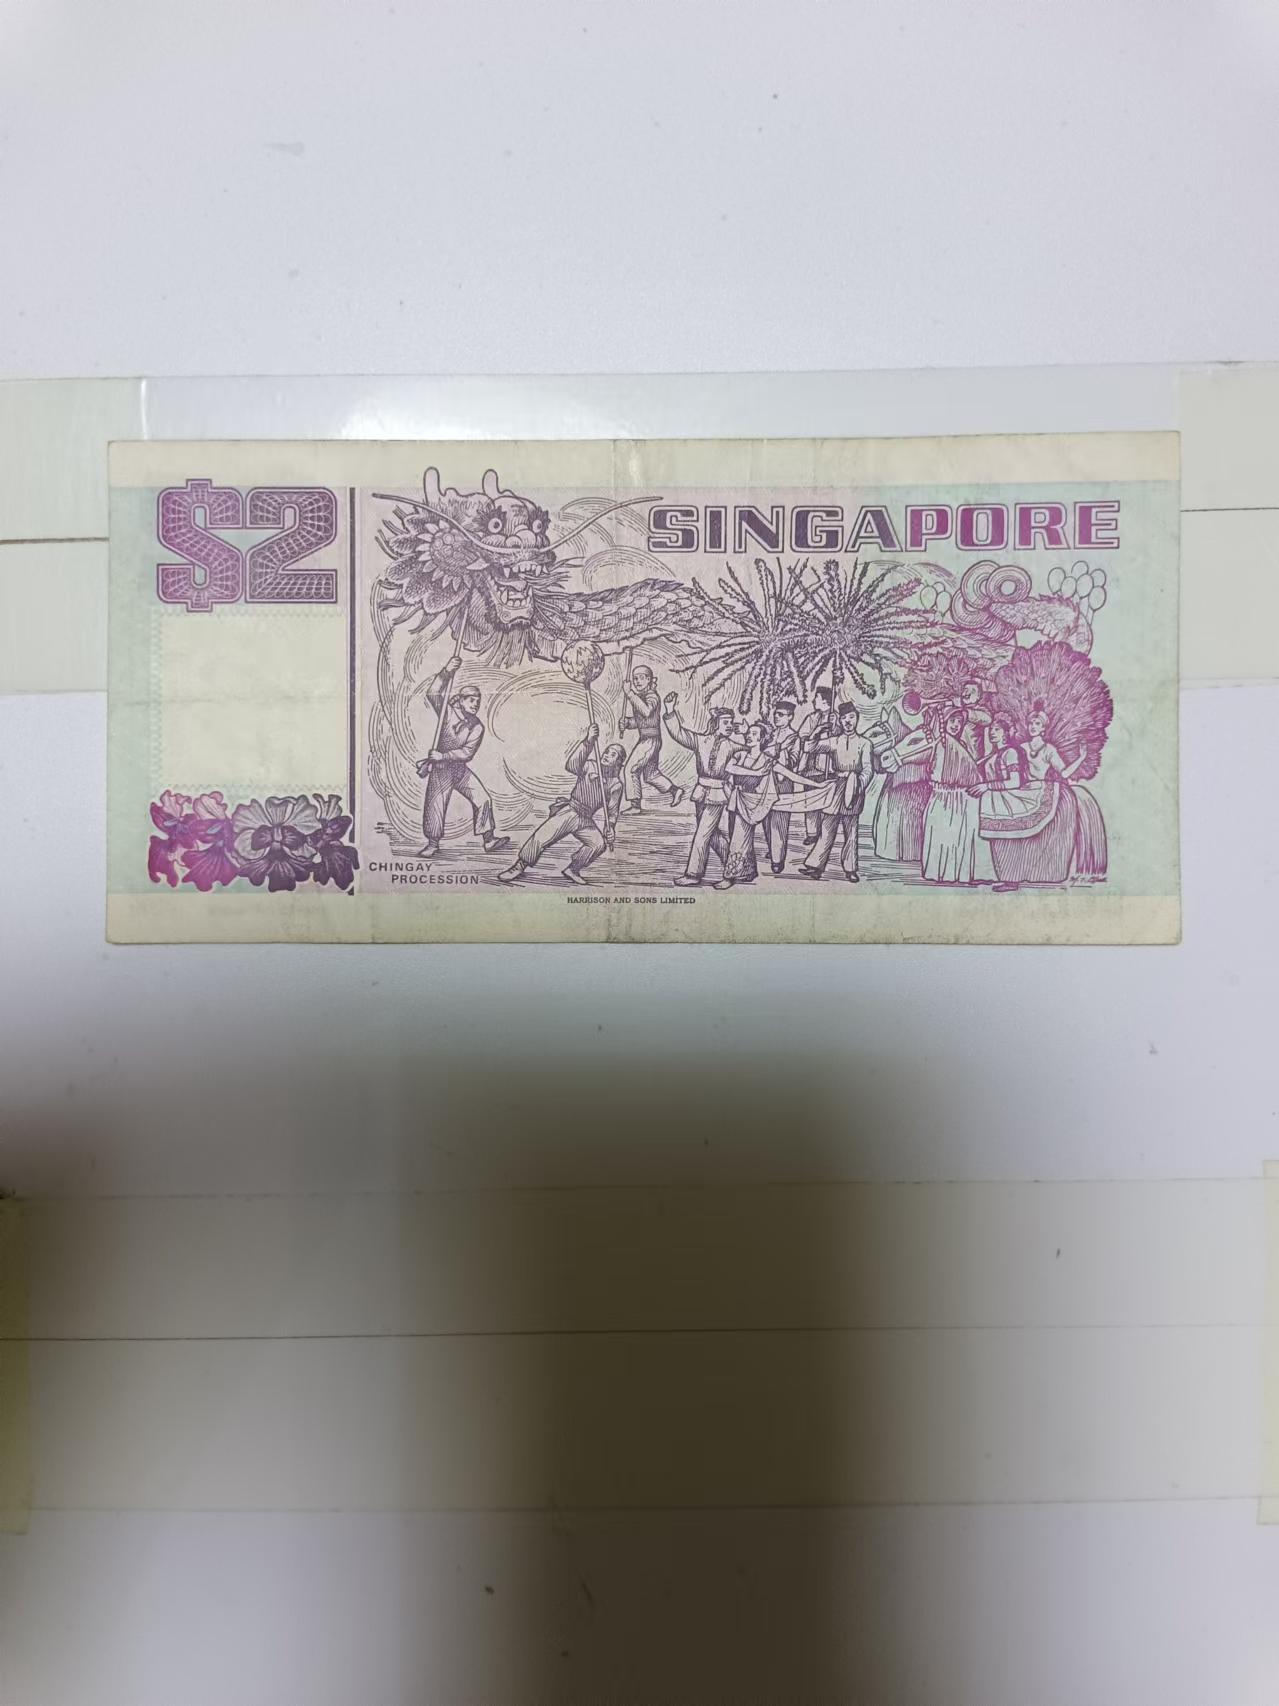 $2
SINGAPORE
CHINGAY
PROCESSION
HARRISON AND SONS LIMITED